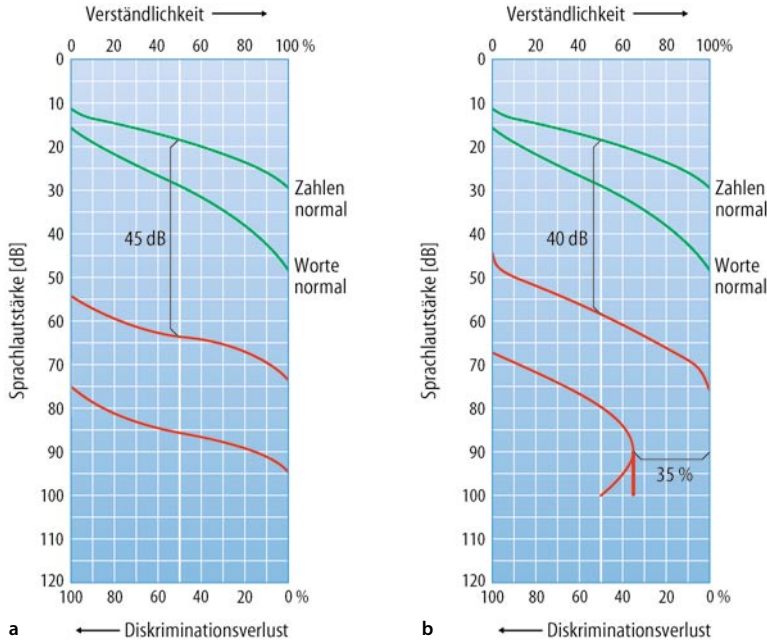 Verständlichkeit
0 20 40 60 80 100 %
0
10
20
30
40
50
60
70
80
90
100
110
120
Sprachlautstärke [dB]
45 dB
Zahlen
normal
Worte
normal
100 80 60 40 20 0 %
Diskriminationsverlust
a
Verständlichkeit
0 20 40 60 80 100%
0
10
20
30
40
50
60
70
80
90
100
110
120
Sprachlautstärke [dB]
40 dB
35 %
Zahlen
normal
Worte
normal
100 80 60 40 20 0 %
Diskriminationsverlust
b